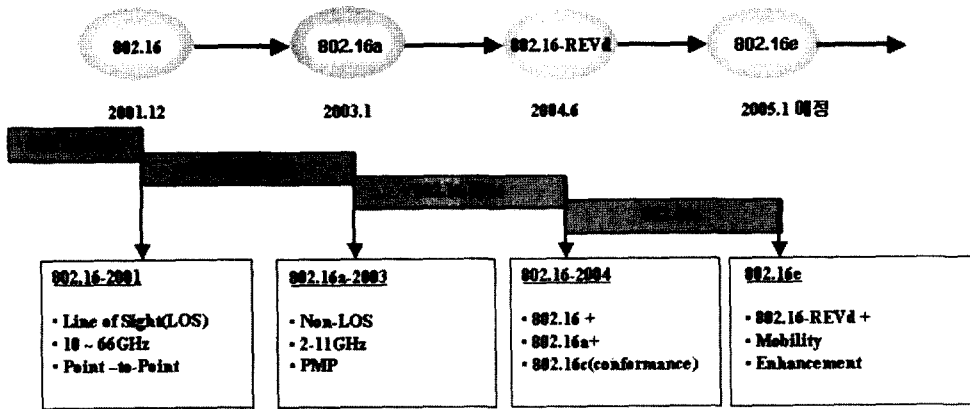 802.16
802.16a
802.16-REVd
802.16e
2001.12
2003.1
2004.6
2005.1 예정
802.16-2001
• Line of Sight(LOS)
• 10 ~ 66GHz
• Point –to-Point
802.16a-2003
• Non-LOS
• 2-11GHz
• PMP
802.16-2004
• 802.16 +
• 802.16a+
• 802.16c(conformance)
802.16e
• 802.16-REVd +
• Mobility
• Enhancement